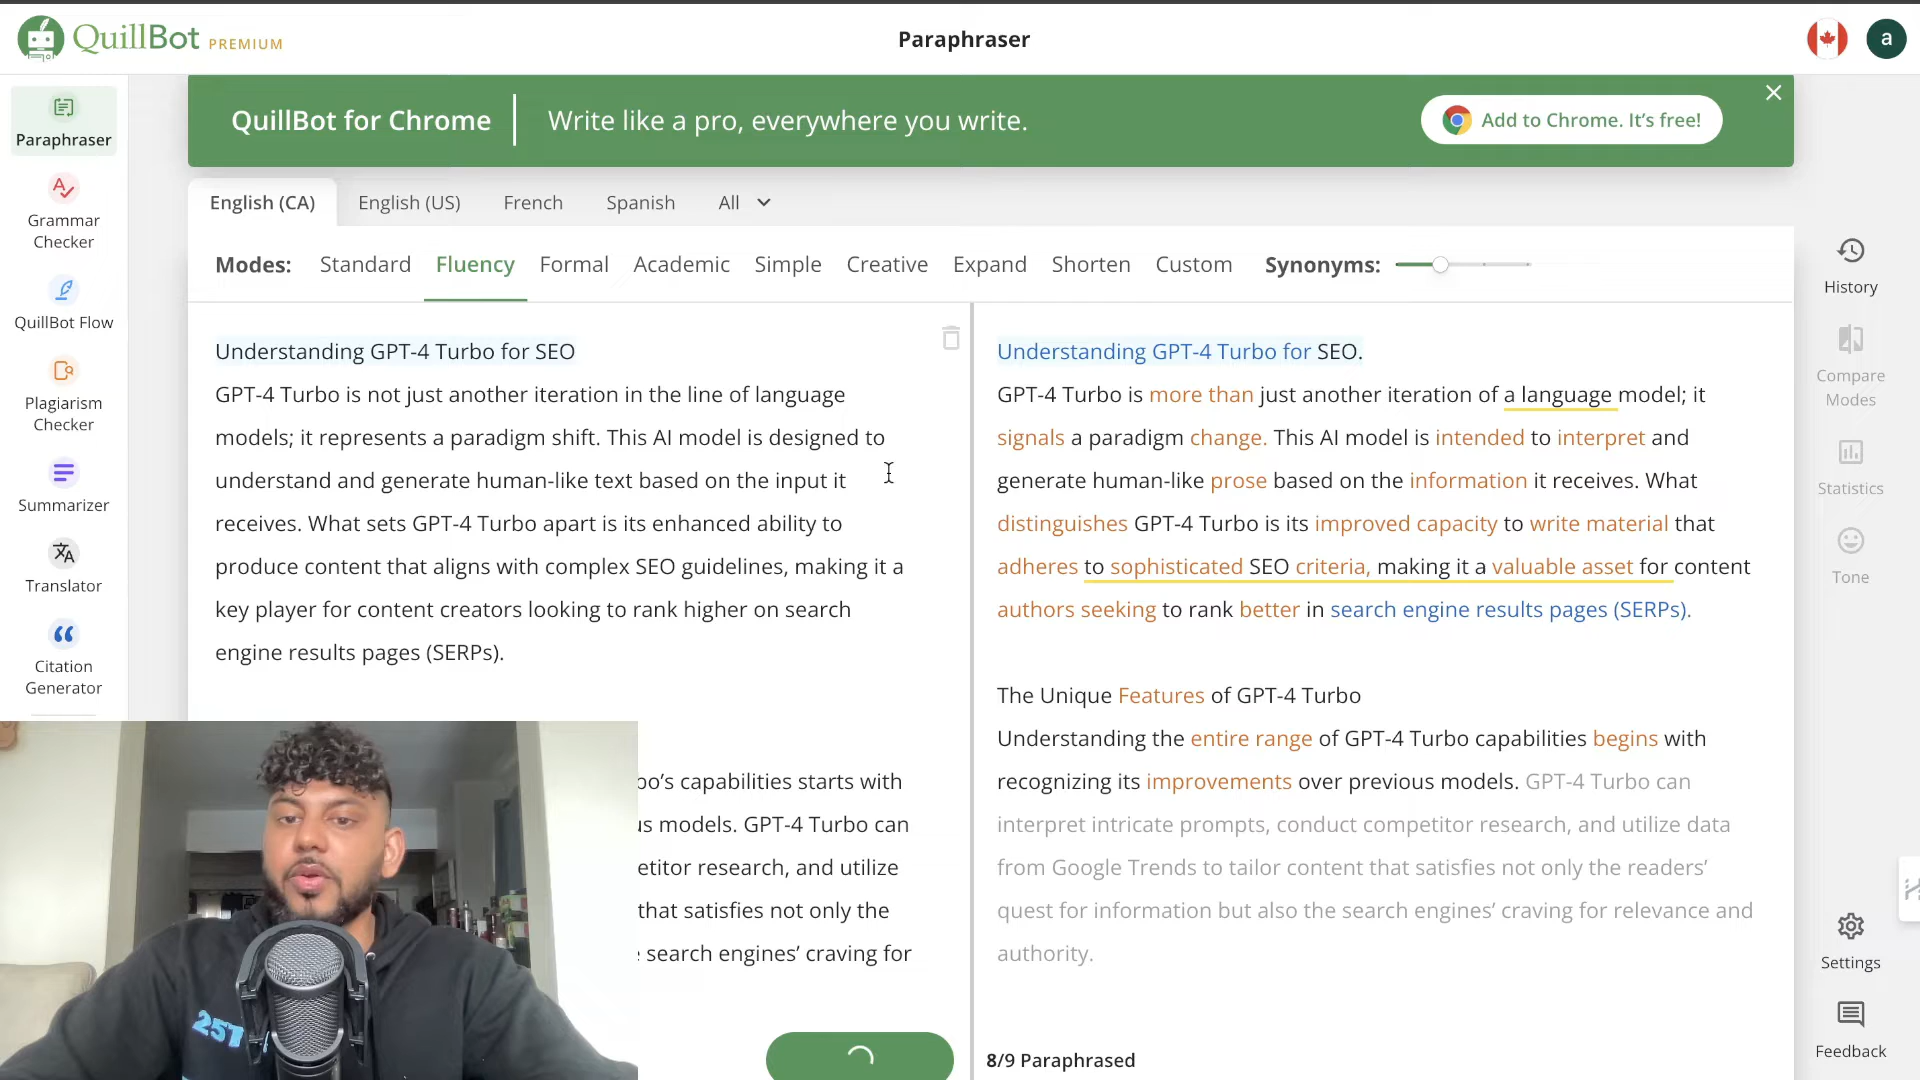 QuillBot PREMIUM
Paraphraser
a
QuillBot for Chrome
Write like a pro, everywhere you write.
Add to Chrome. It's free!
Paraphraser
Grammar
Checker
QuillBot Flow
Plagiarism
Checker
Summarizer
Translator
Citation
Generator
English (CA) English (US) French Spanish All
Modes: Standard Fluency Formal Academic Simple Creative Expand Shorten Custom Synonyms:
Understanding GPT-4 Turbo for SEO
GPT-4 Turbo is not just another iteration in the line of language
models; it represents a paradigm shift. This AI model is designed to
understand and generate human-like text based on the input it
receives. What sets GPT-4 Turbo apart is its enhanced ability to
produce content that aligns with complex SEO guidelines, making it a
key player for content creators looking to rank higher on search
engine results pages (SERPs).
bo's capabilities starts with
us models. GPT-4 Turbo can
etitor research, and utilize
that satisfies not only the
search engines' craving for
Understanding GPT-4 Turbo for SEO.
GPT-4 Turbo is more than just another iteration of a language model; it
signals a paradigm change. This AI model is intended to interpret and
generate human-like prose based on the information it receives. What
distinguishes GPT-4 Turbo is its improved capacity to write material that
adheres to sophisticated SEO criteria, making it a valuable asset for content
authors seeking to rank better in search engine results pages (SERPs).
The Unique Features of GPT-4 Turbo
Understanding the entire range of GPT-4 Turbo capabilities begins with
recognizing its improvements over previous models. GPT-4 Turbo can
interpret intricate prompts, conduct competitor research, and utilize data
from Google Trends to tailor content that satisfies not only the readers'
quest for information but also the search engines' craving for relevance and
authority.
8/9 Paraphrased
History
Compare
Modes
Statistics
Tone
Settings
Feedback
25T